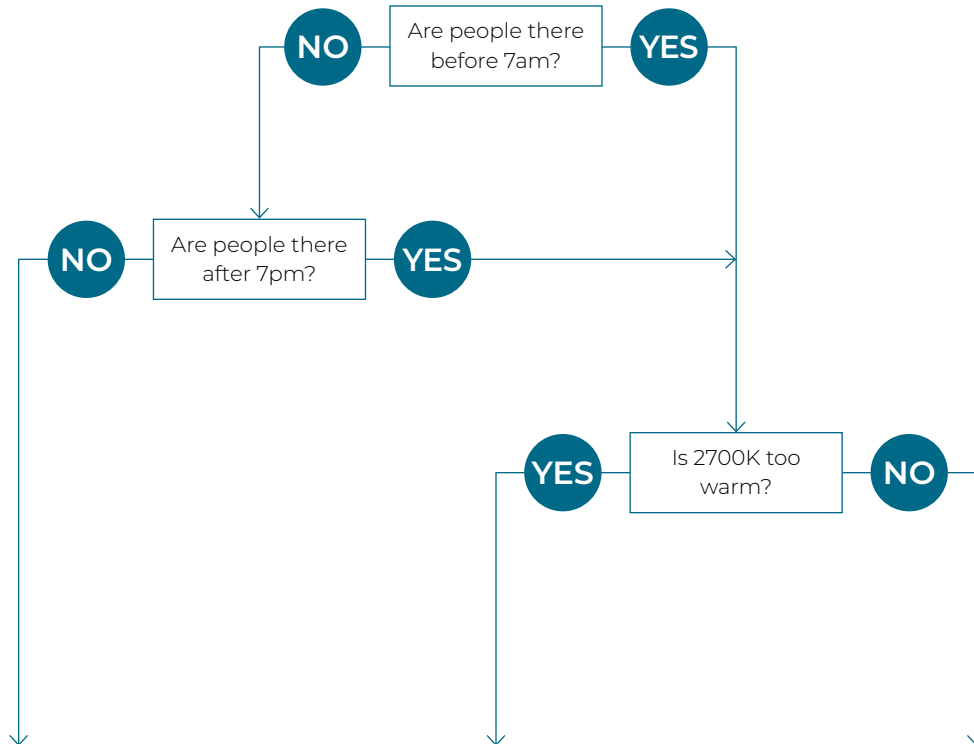 NO
Are people there
before 7am?
YES
NO
Are people there
after 7pm?
YES
YES
Is 2700K too
warm?
NO